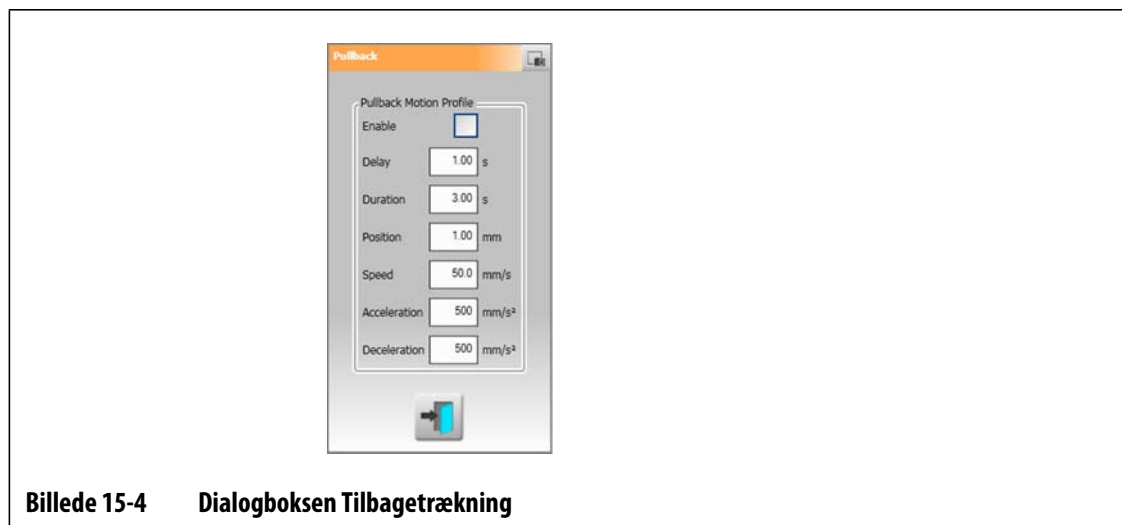 Pullback
Pullback Motion Profile
Enable
Delay 1.00 s
Duration 3.00 s
Position 1.00 mm
Speed 50.0 mm/s
Acceleration 500 mm/s²
Deceleration 500 mm/s²
Billede 15-4 Dialogboksen Tilbagetrækning